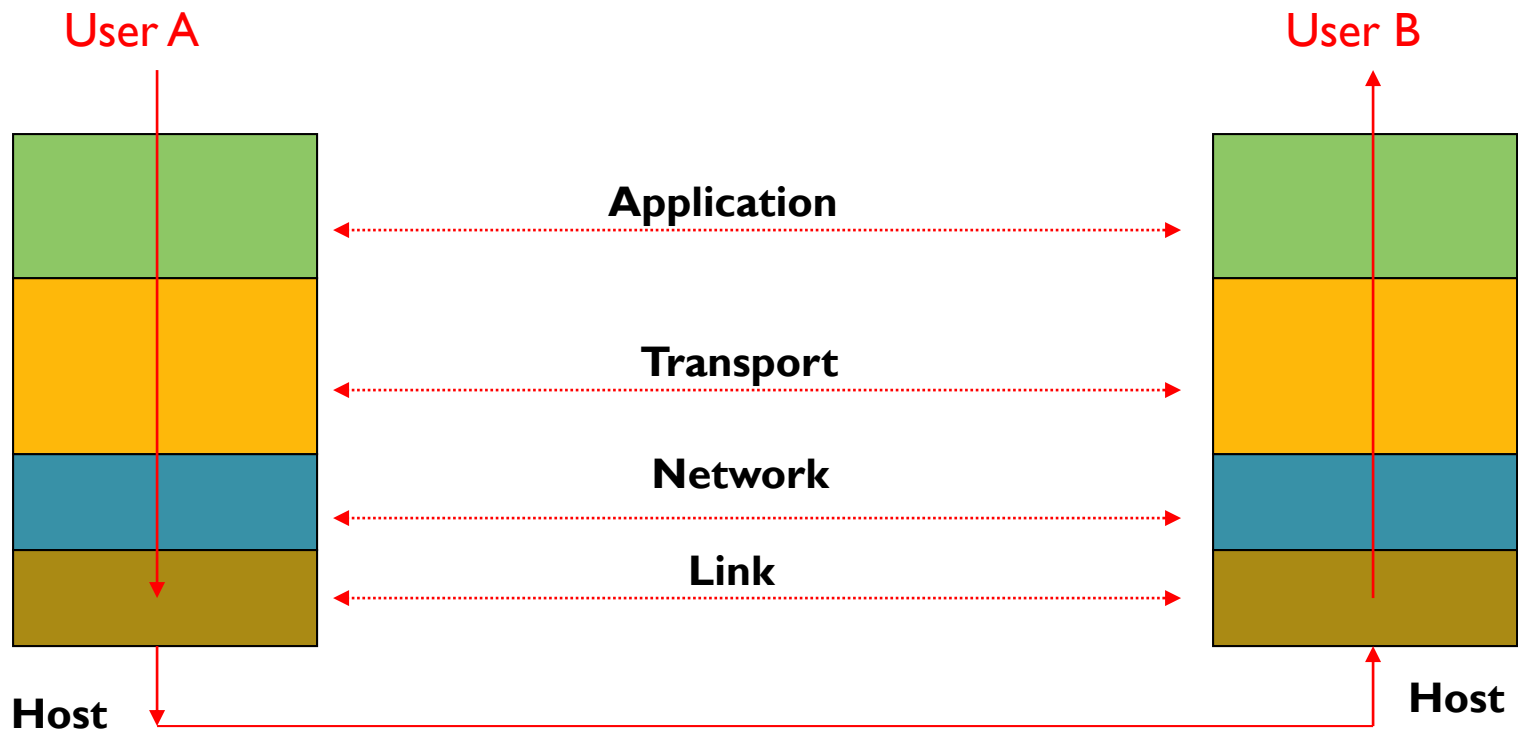 User A
User B
Application
Transport
Network
Link
Host
Host